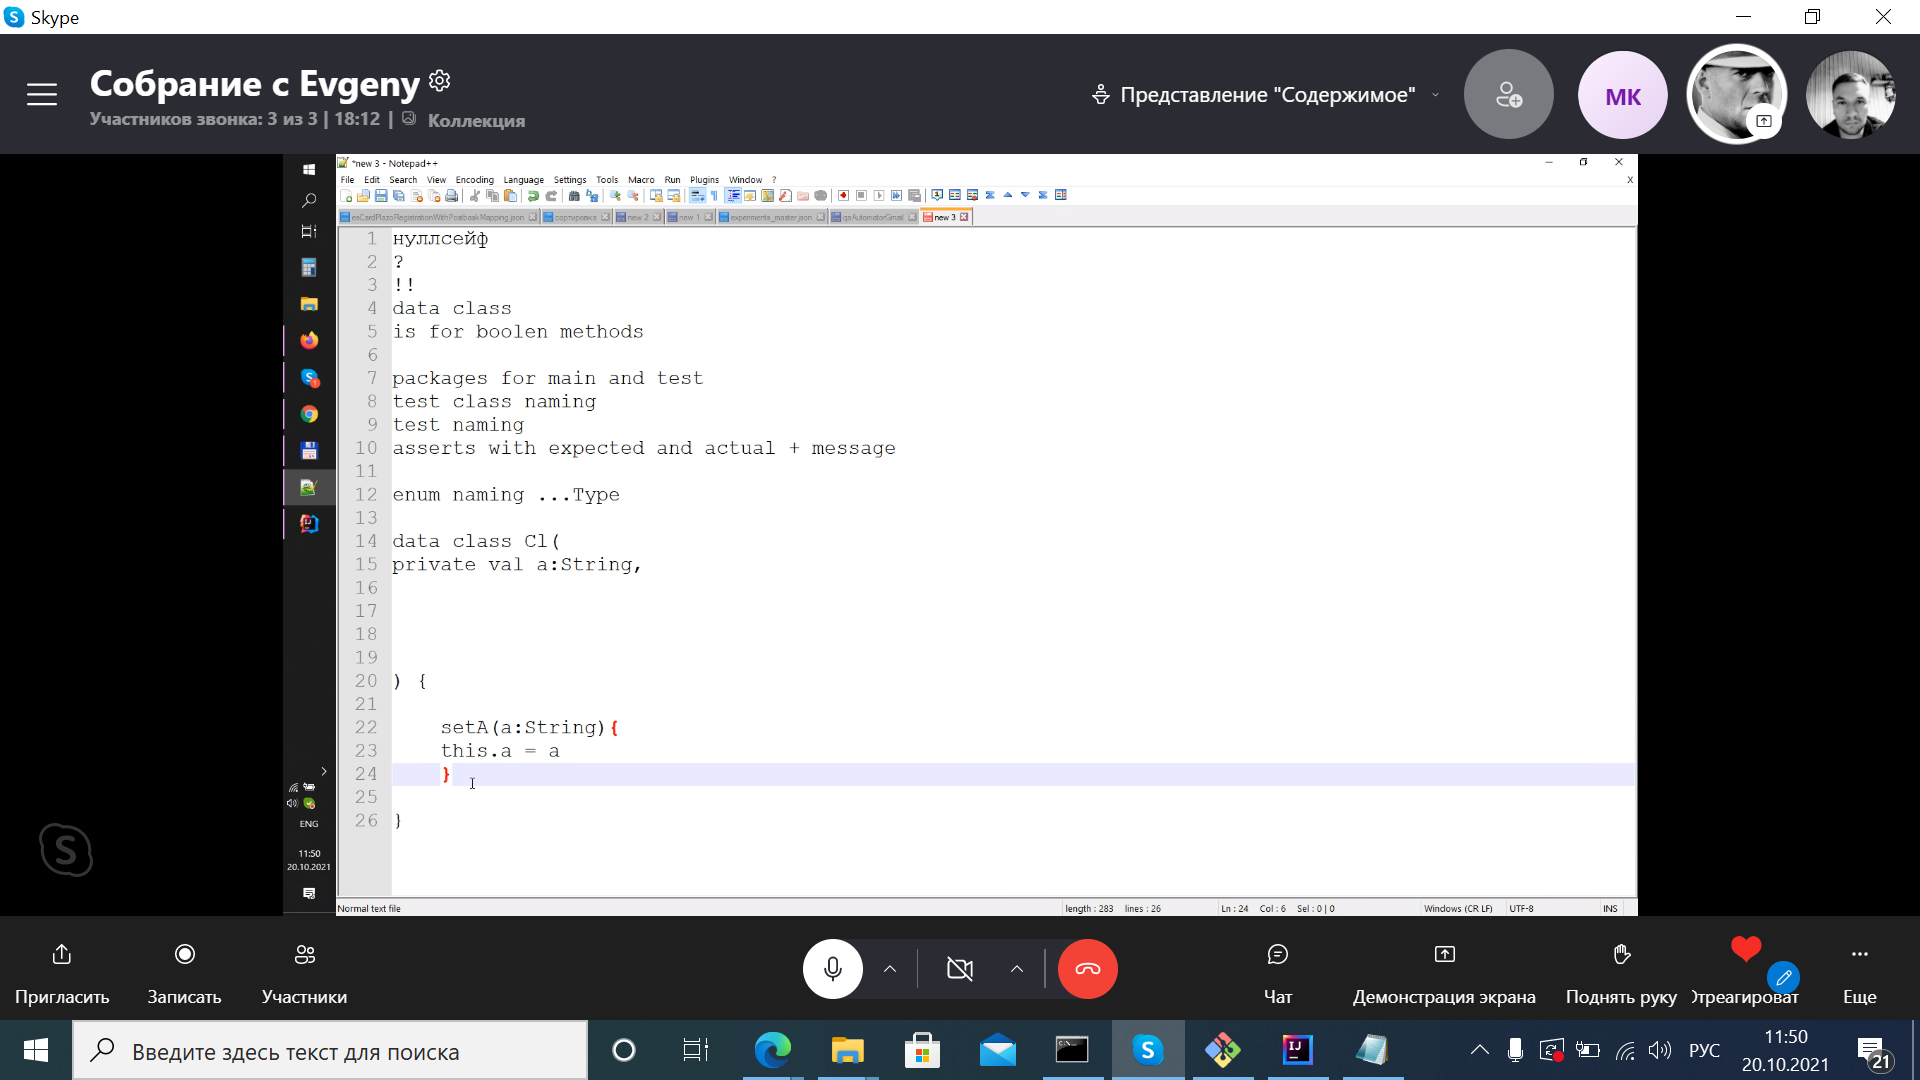 Skype
Собрание с Evgeny
Участников звонка: 3 из 3 | 18:12 | Коллекция
Представление "Содержимое"
МК
*new 3 - Notepad++
File Edit Search View Encoding Language Settings Tools Macro Run Plugins Window ?
X
esCardPlazoRegistrationWithPostbaskMapping.json сортировка new 2 new 1 experiments_master.json qaAutomatorGmail new 3
1 нуллсейф
2 ?
3 !!
4 data class
5 is for boolen methods
6
7 packages for main and test
8 test class naming
9 test naming
10 asserts with expected and actual + message
11
12 enum naming ...Type
13
14 data class Cl(
15 private val a:String,
16
17
18
19
20 ) {
21
22 setA(a:String){
23 this.a = a
24 }
25
26 }
ENG
11:50
20.10.2021
Normal text file length : 283 lines : 26 Ln : 24 Col : 6 Sel : 0 | 0 Windows (CR LF) UTF-8 INS
Пригласить
Записать
Участники
Чат
Демонстрация экрана
Поднять руку
Отреагироват
Еще
Введите здесь текст для поиска
РУС
11:50
20.10.2021
21